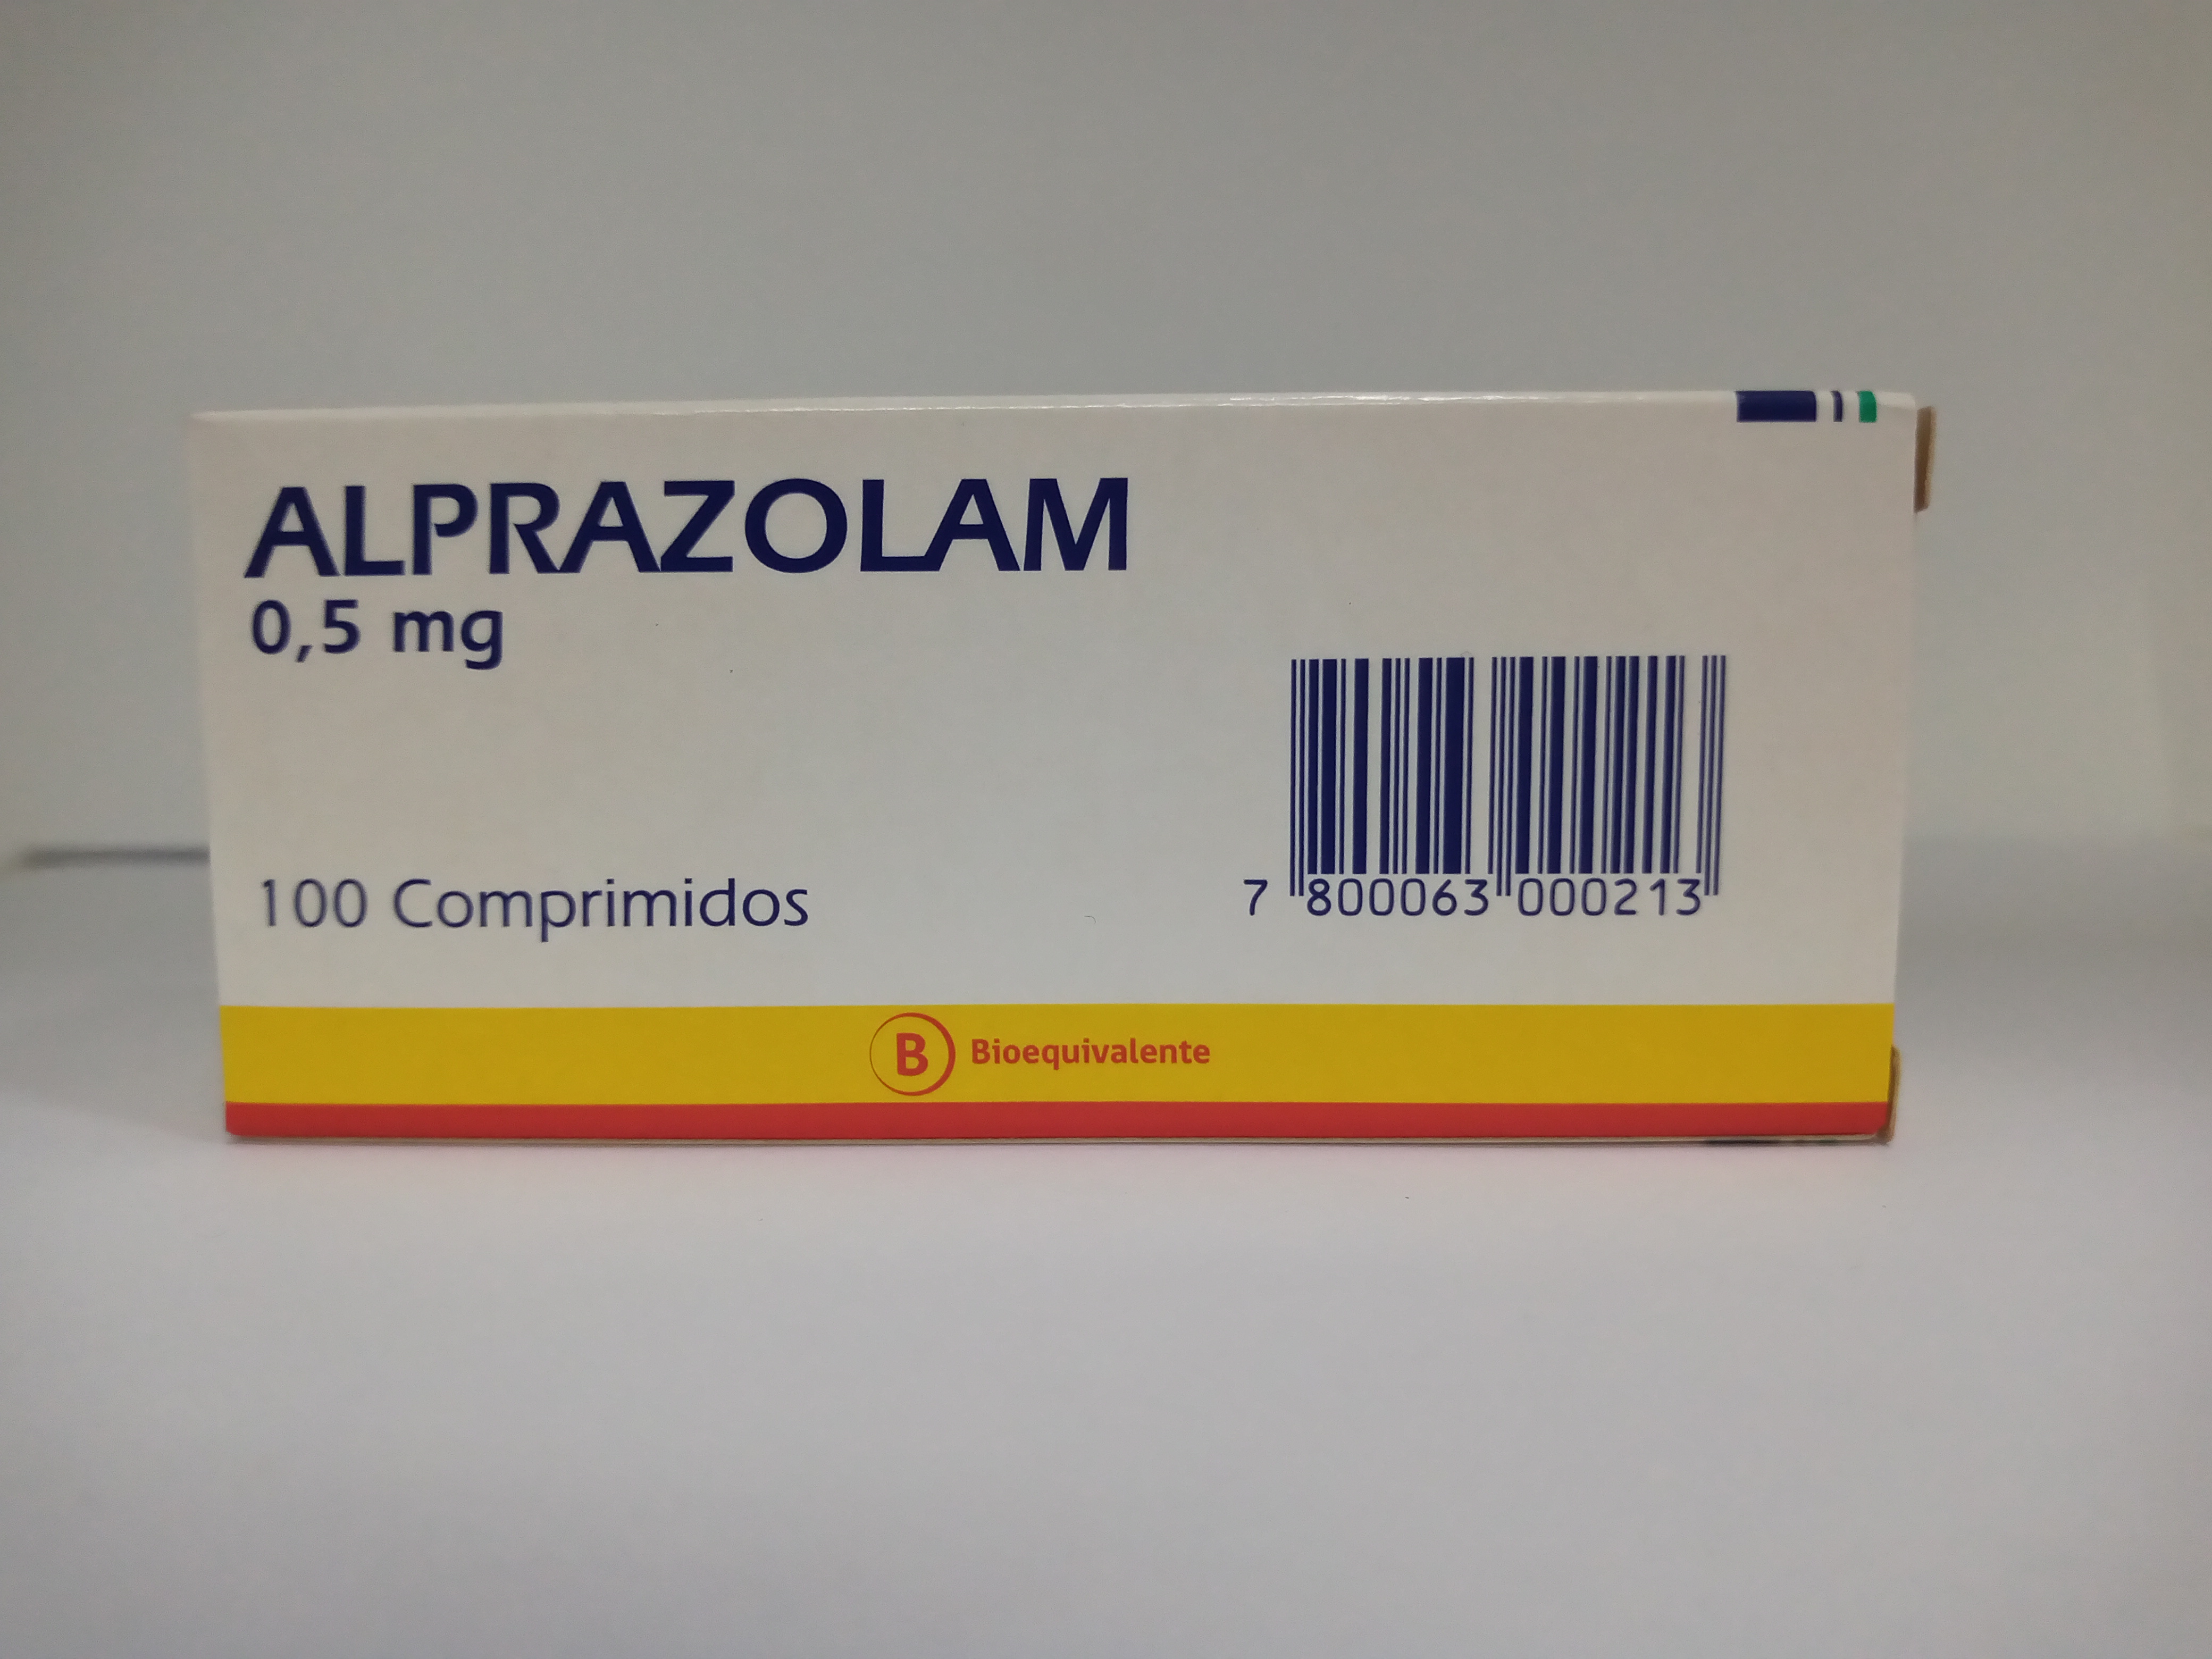 ALPRAZOLAM
0,5 mg
100 Comprimidos
7 800063 000213
B Bioequivalente